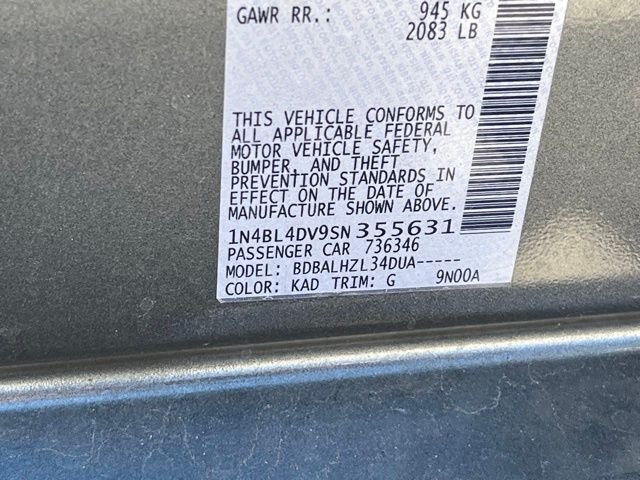 GAWR RR.: 945 KG
2083 LB
THIS VEHICLE CONFORMS TO
ALL APPLICABLE FEDERAL
MOTOR VEHICLE SAFETY,
BUMPER, AND THEFT
PREVENTION STANDARDS IN
EFFECT ON THE DATE OF
MANUFACTURE SHOWN ABOVE.
1N4BL4DV9SN355631
PASSENGER CAR 736346
MODEL: BDBALHZL34DUA-----
COLOR: KAD TRIM: G 9N00A